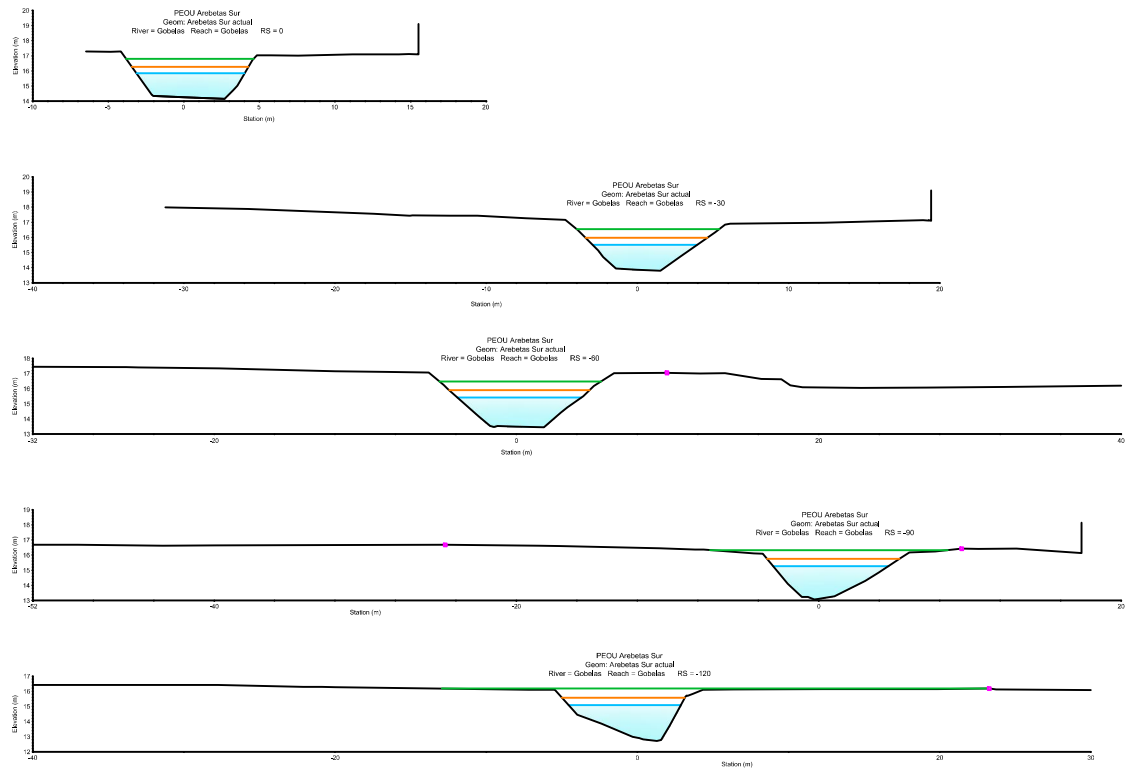 PEOU Arebetas Sur
Geom: Arebetas Sur actual
River = Gobelas Reach = Gobelas RS = 0
Elevation (m)
20
19
18
17
16
15
14
-10
-5
0
5
10
15
20
Station (m)
PEOU Arebetas Sur
Geom: Arebetas Sur actual
River = Gobelas Reach = Gobelas RS = -30
Elevation (m)
20
19
18
17
16
15
14
13
-40
-30
-20
-10
0
10
20
Station (m)
PEOU Arebetas Sur
Geom: Arebetas Sur actual
River = Gobelas Reach = Gobelas RS = -60
Elevation (m)
18
17
16
15
14
13
-32
-20
0
20
40
Station (m)
PEOU Arebetas Sur
Geom: Arebetas Sur actual
River = Gobelas Reach = Gobelas RS = -90
Elevation (m)
19
18
17
16
15
14
13
-52
-40
-20
0
20
Station (m)
PEOU Arebetas Sur
Geom: Arebetas Sur actual
River = Gobelas Reach = Gobelas RS = -120
Elevation (m)
17
16
15
14
13
12
-40
-20
0
20
30
Station (m)